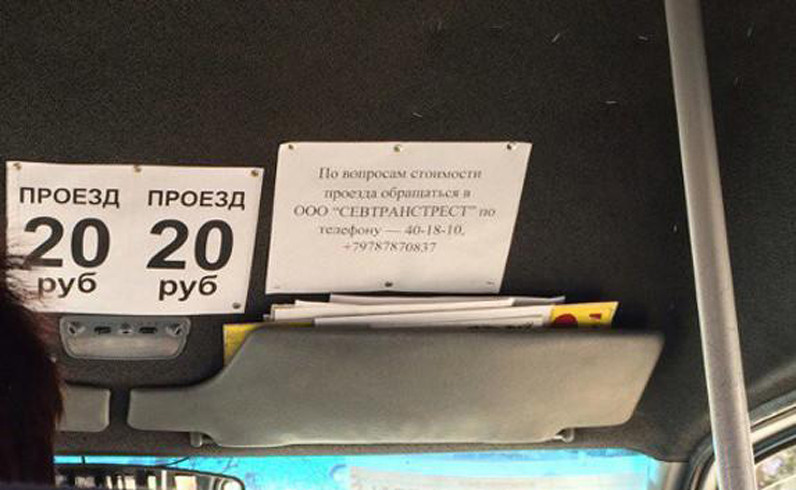 ПРОЕЗД ПРОЕЗД
20 20
руб руб
По вопросам стоимости
проезда обращаться в
ООО “СЕВТРАНСТРЕСТ” по
телефону — 40-18-10,
+79787870837